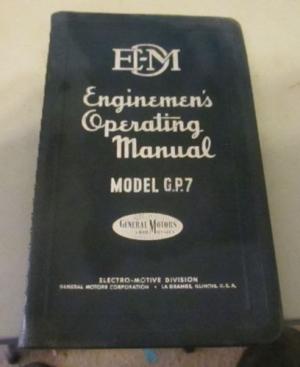 EMD
Enginemen's
Operating
Manual
MODEL G.P.7
GENERAL MOTORS
ELECTRO-MOTIVE DIVISION
GENERAL MOTORS CORPORATION • LA GRANGE, ILLINOIS, U.S.A.